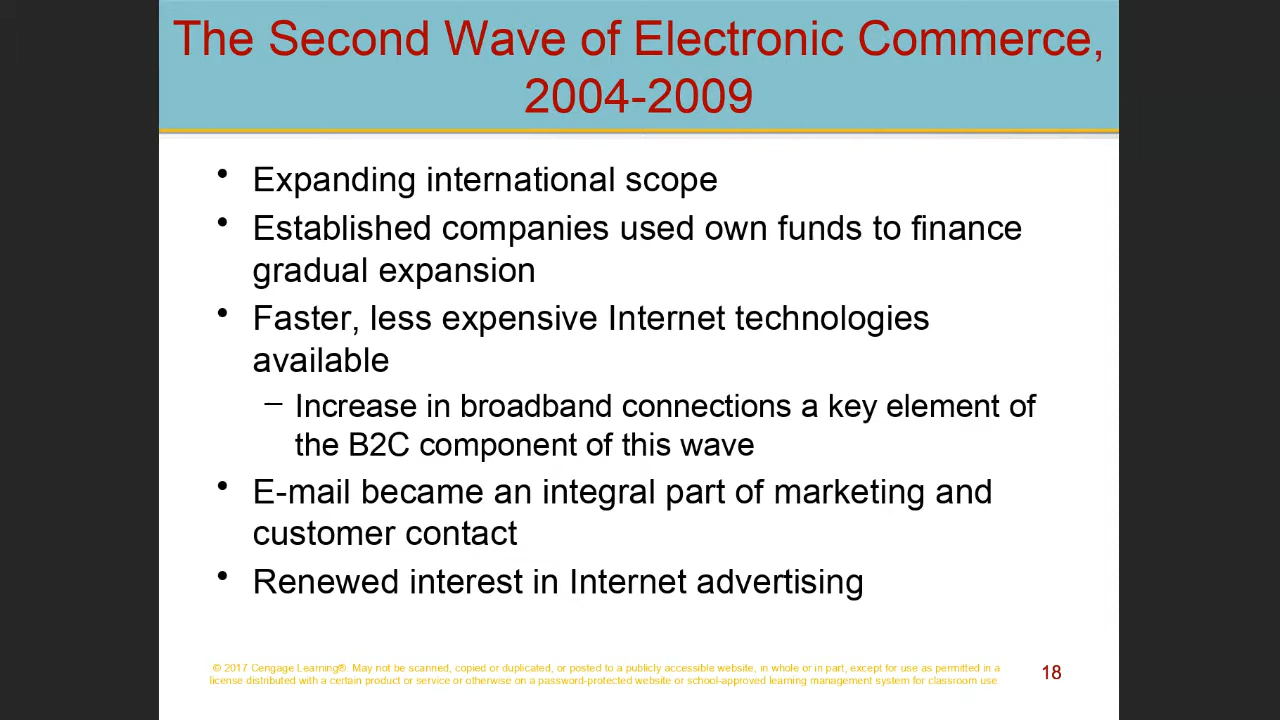 The Second Wave of Electronic Commerce,
2004-2009
• Expanding international scope
• Established companies used own funds to finance
gradual expansion
• Faster, less expensive Internet technologies
available
– Increase in broadband connections a key element of
the B2C component of this wave
• E-mail became an integral part of marketing and
customer contact
• Renewed interest in Internet advertising
© 2017 Cengage Learning®. May not be scanned, copied or duplicated, or posted to a publicly accessible website, in whole or in part, except for use as permitted in a
license distributed with a certain product or service or otherwise on a password-protected website or school-approved learning management system for classroom use.
18